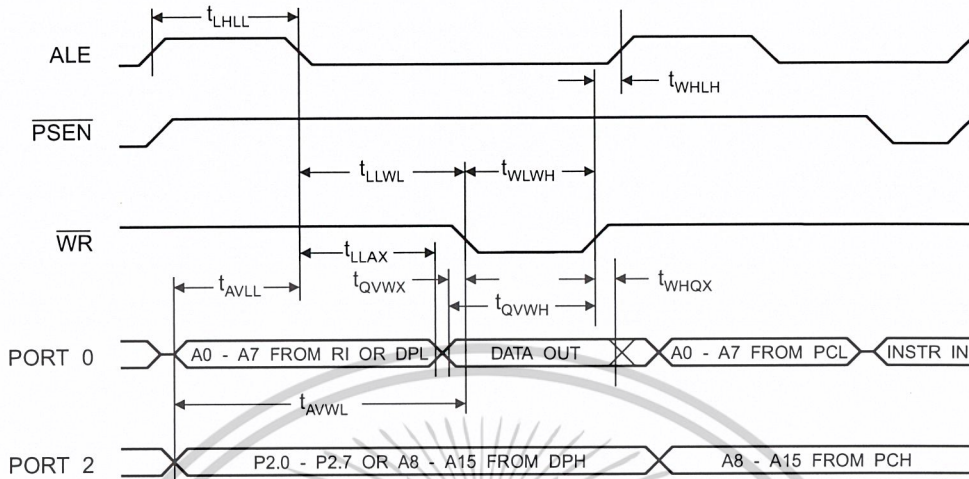 tLHLL
ALE
tWHLH
PSEN
tLLWL
tWLWH
WR
tLLAX
tAVLL
tQVWX
tWHQX
tQVWH
PORT 0
A0 - A7 FROM RI OR DPL
DATA OUT
A0 - A7 FROM PCL
INSTR IN
tAVWL
PORT 2
P2.0 - P2.7 OR A8 - A15 FROM DPH
A8 - A15 FROM PCH